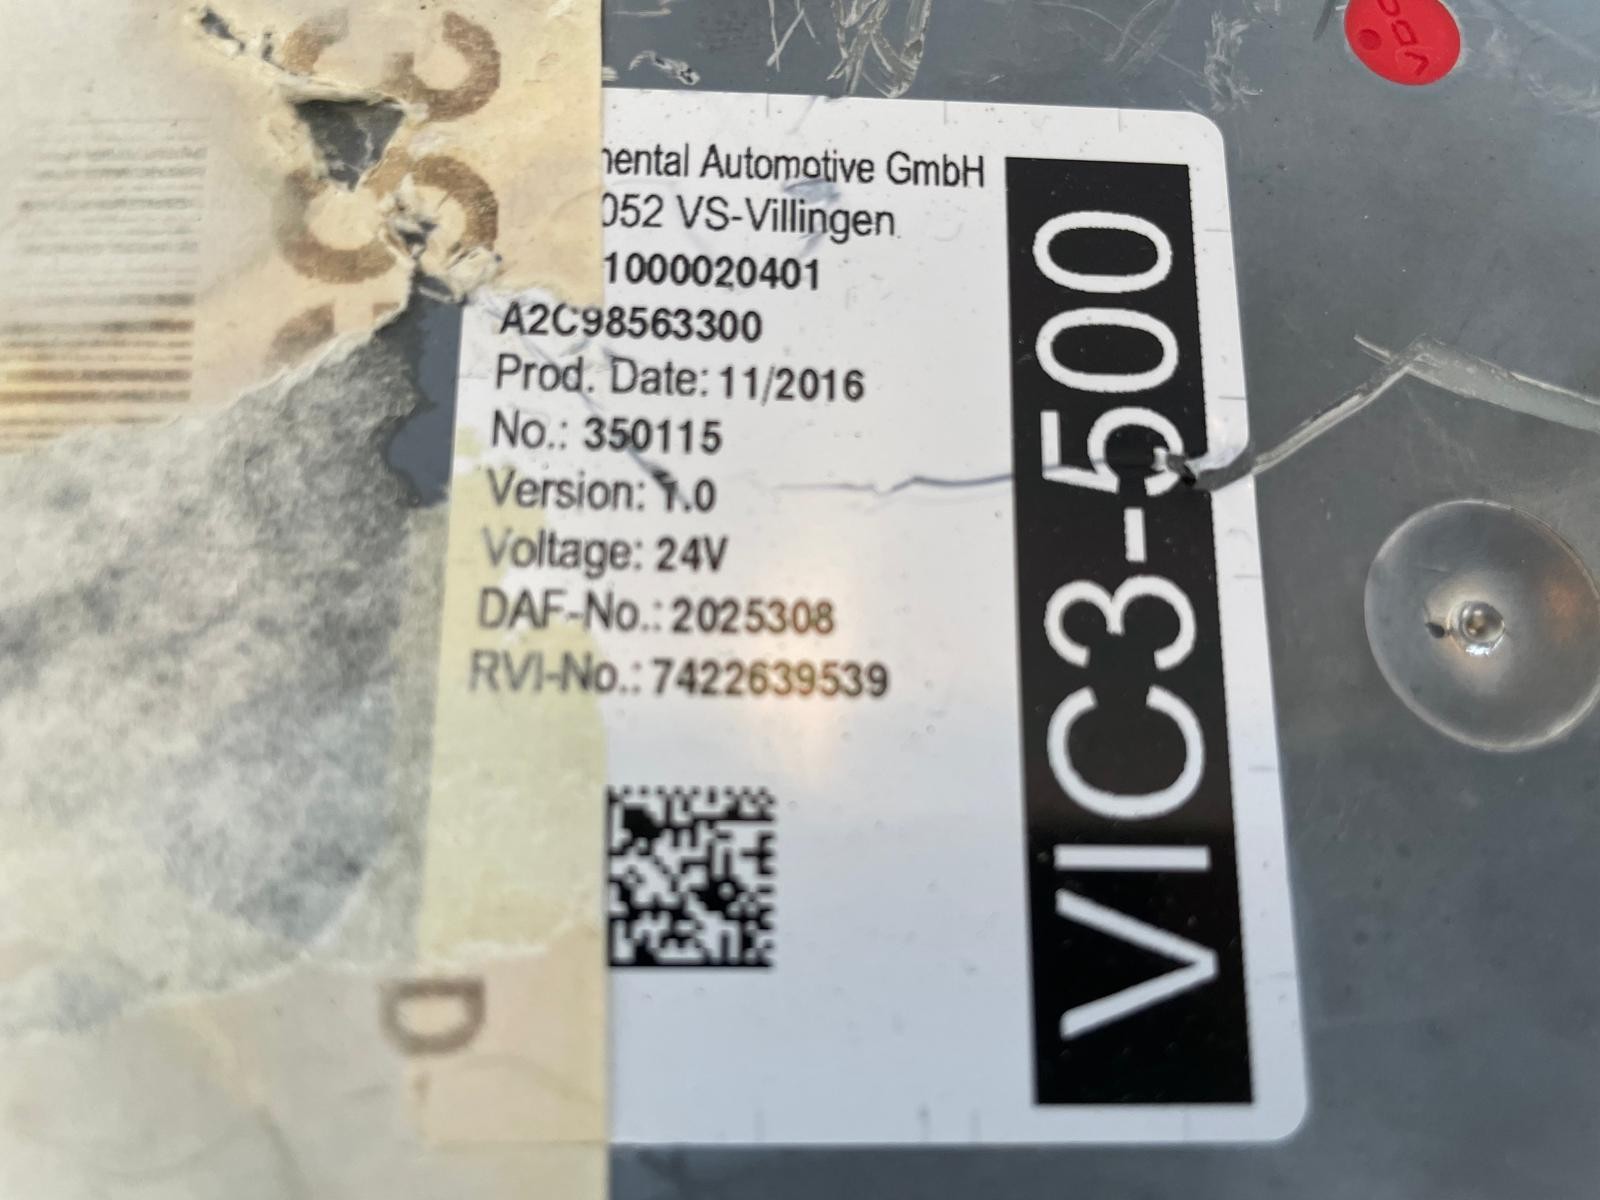 mental Automotive GmbH
052 VS-Villingen
1000020401
A2C98563300
Prod. Date: 11/2016
No.: 350115
Version: 1.0
Voltage: 24V
DAF-No.: 2025308
RVI-No.: 7422639539
VIC3-500
VDO
D